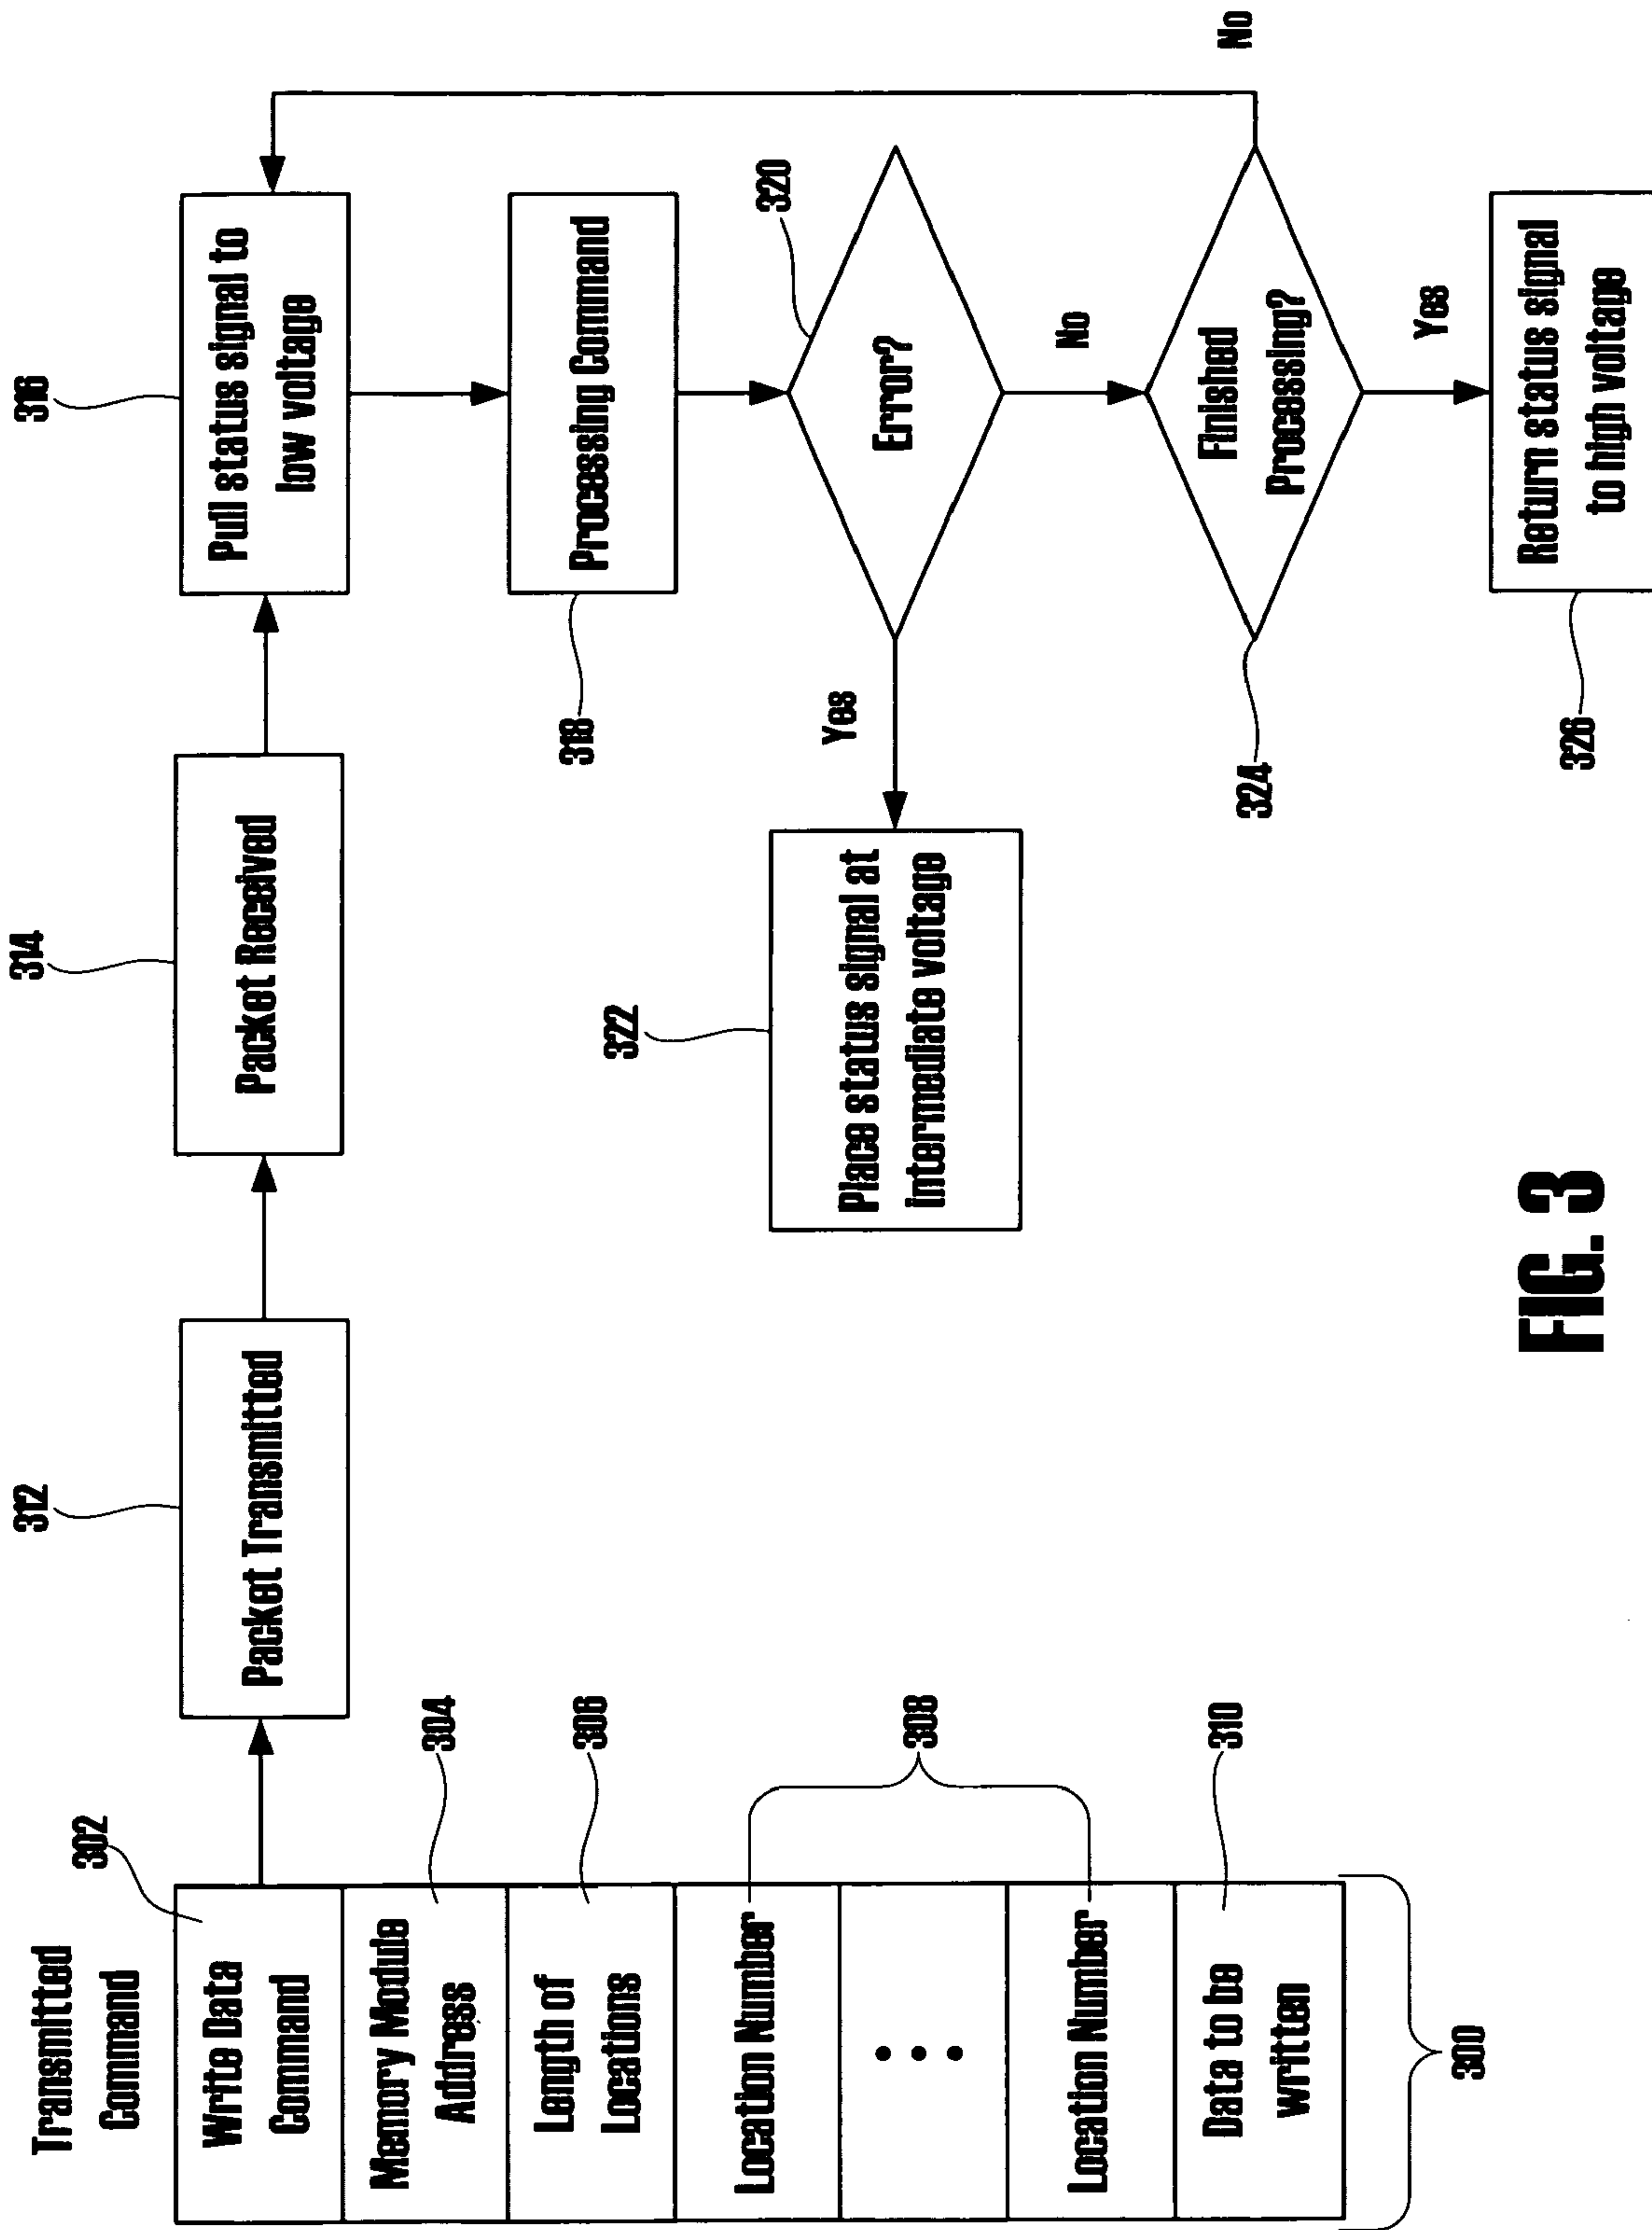 Transmitted
Command
302
Write Data
Command
Memory Module
Address
304
Length of
Locations
306
Location Number
•••
Location Number
308
Data to be
written
310
300
312
Packet Transmitted
314
Packet Received
316
Pull status signal to
low voltage
318
Processing Command
320
Error?
Yes
322
Place status signal at
intermediate voltage
No
324
Finished
Processing?
No
Yes
326
Return status signal
to high voltage
FIG. 3